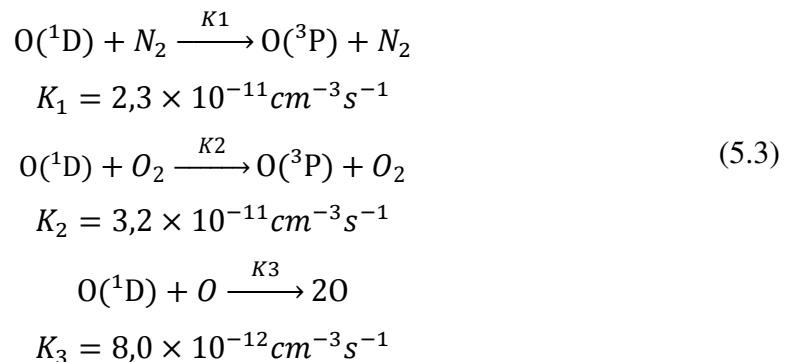 O(¹D) + N₂ —K1→ O(³P) + N₂
K₁ = 2,3 × 10⁻¹¹cm⁻³s⁻¹
O(¹D) + O₂ —K2→ O(³P) + O₂
(5.3)
K₂ = 3,2 × 10⁻¹¹cm⁻³s⁻¹
O(¹D) + O —K3→ 2O
K₃ = 8,0 × 10⁻¹²cm⁻³s⁻¹